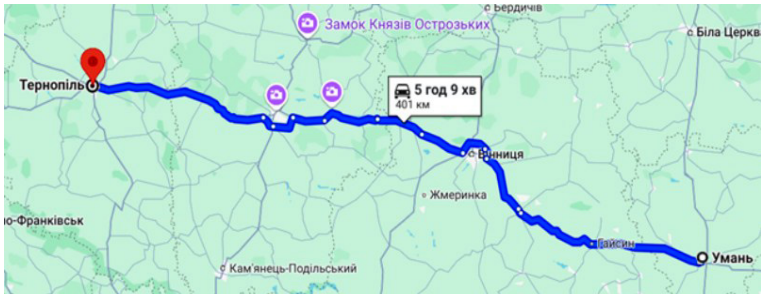 Бердичів
Замок Князів Острозьких
Біла Церква
Тернопіль
5 год 9 хв
401 км
Вінниця
Жмеринка
о-Франківськ
Гайсин
Умань
Кам'янець-Подільський